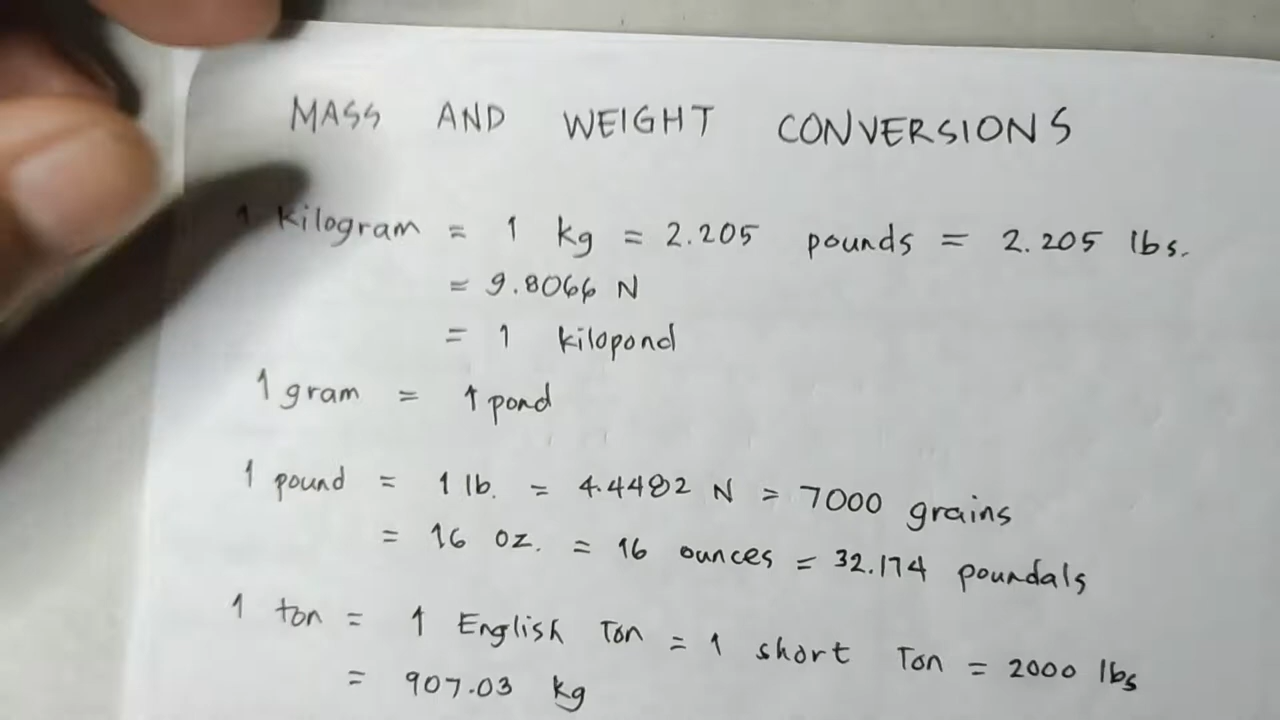 MASS AND WEIGHT CONVERSIONS
1 kilogram = 1 kg = 2.205 pounds = 2.205 lbs.
= 9.8066 N
= 1 kilopond
1 gram = 1 pond
1 pound = 1 lb. = 4.4482 N = 7000 grains
= 16 oz. = 16 ounces = 32.174 poundals
1 ton = 1 English Ton = 1 short Ton = 2000 lbs
= 907.03 kg